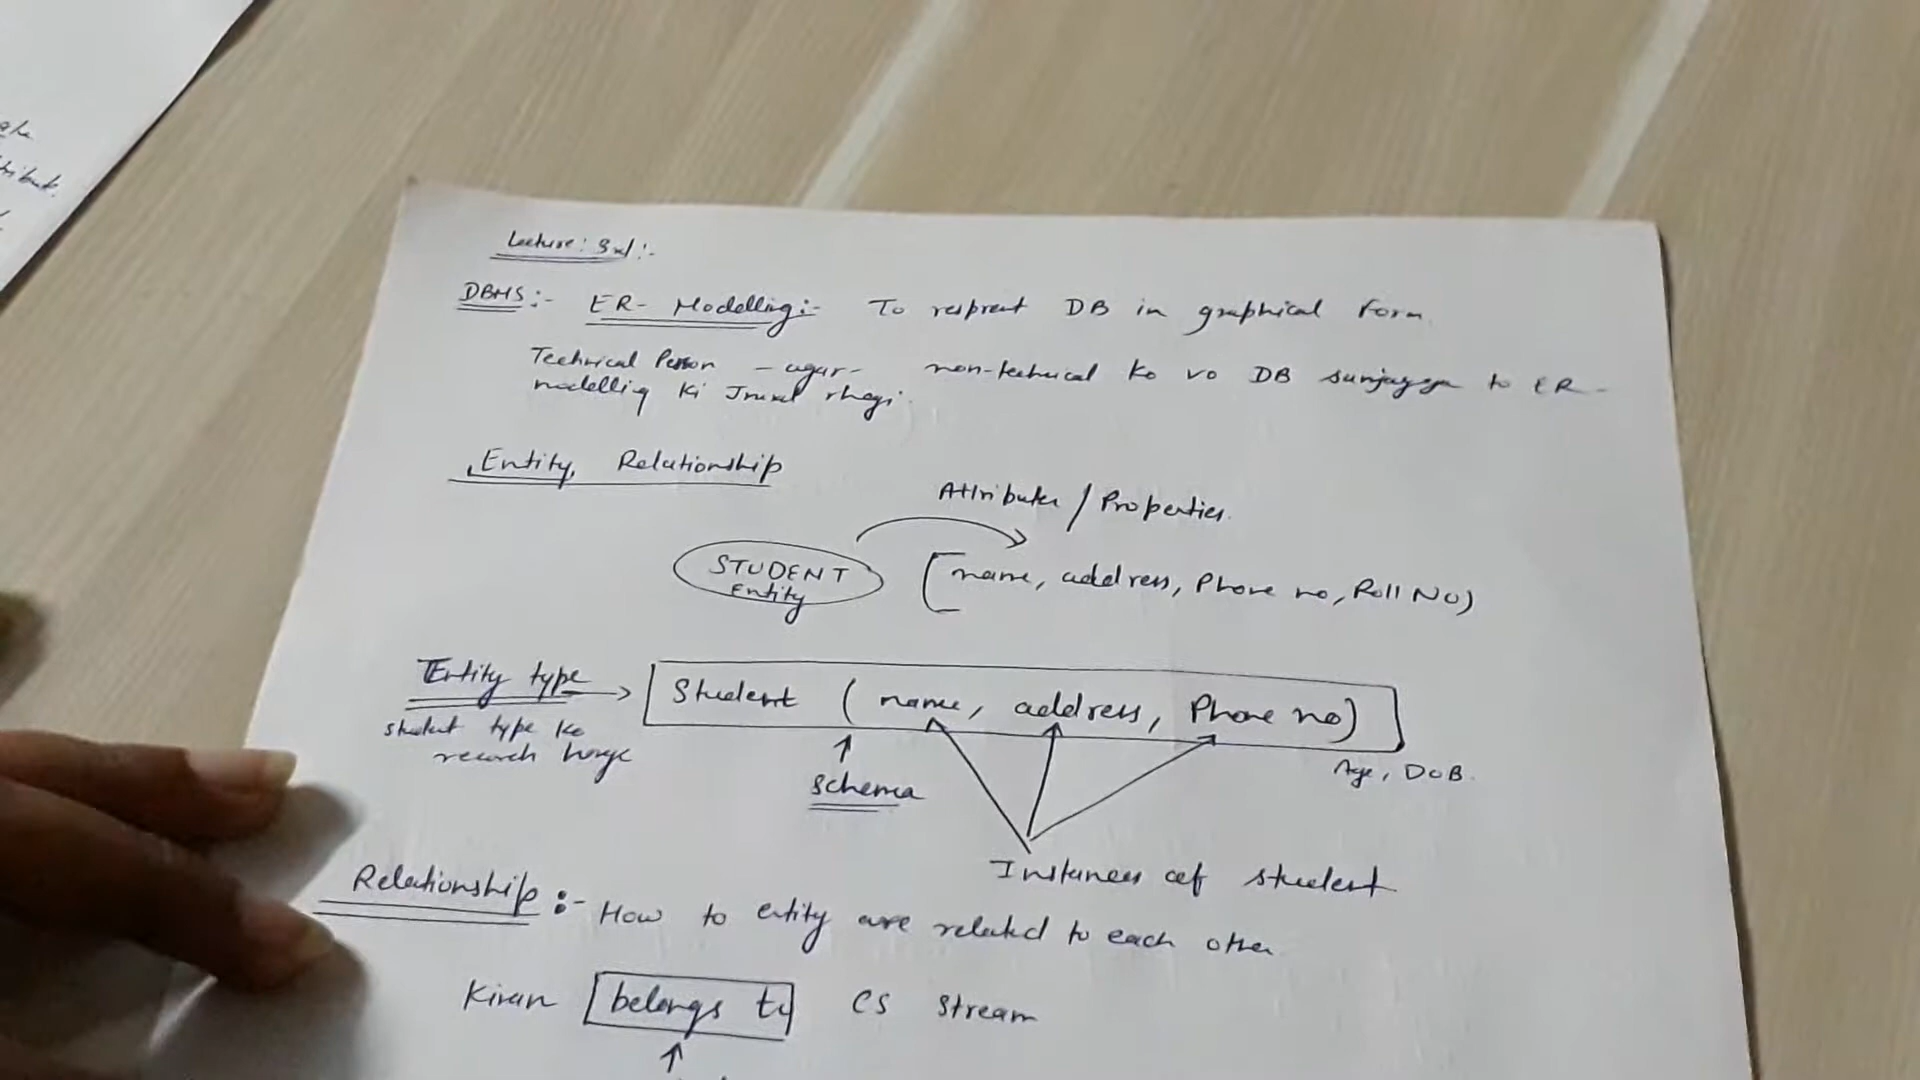 Lecture: 3rd :-
DBMS :- ER- Modelling :- To resprent DB in graphical form
Technical Person - agar - non-technical ko vo DB samjayga to ER -
modelling ki Jrurat rhegi.
Entity, Relationship
Attributes / Properties.
STUDENT
Entity
[name, address, Phone no, Roll No)
Entity type
Student ( name, address, Phone no)
student type ke
honge
Age, DOB.
Schema
Instances of student
Relationship :- How to entity are related to each other
Kiran belongs to CS Stream